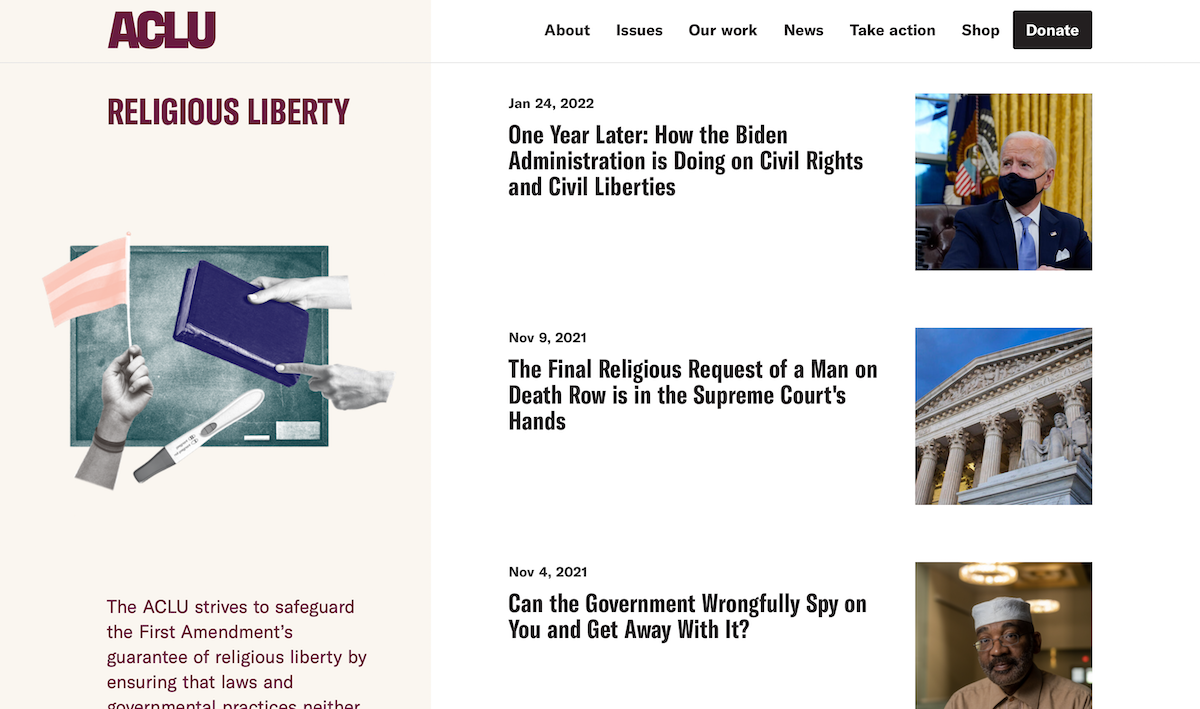 ACLU
About Issues Our work News Take action Shop Donate
RELIGIOUS LIBERTY
The ACLU strives to safeguard
the First Amendment’s
guarantee of religious liberty by
ensuring that laws and
governmental practices neither
Jan 24, 2022
One Year Later: How the Biden
Administration is Doing on Civil Rights
and Civil Liberties
Nov 9, 2021
The Final Religious Request of a Man on
Death Row is in the Supreme Court's
Hands
Nov 4, 2021
Can the Government Wrongfully Spy on
You and Get Away With It?